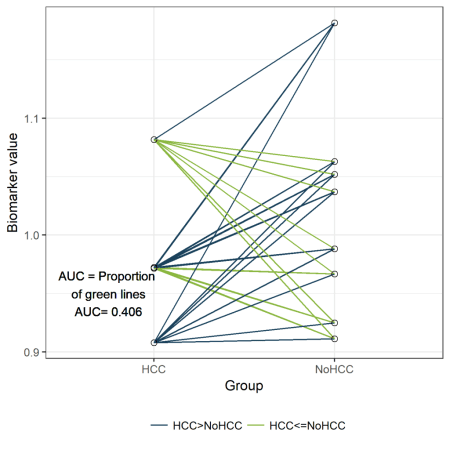 1.1
1.0
0.9
Biomarker value
AUC = Proportion
of green lines
AUC= 0.406
HCC
NoHCC
Group
HCC>NoHCC
HCC<=NoHCC